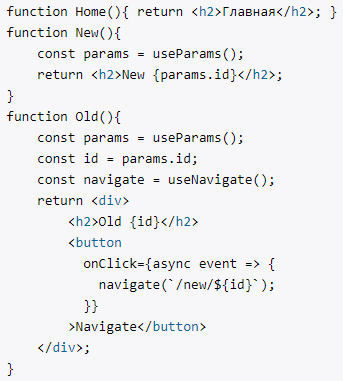 function Home(){ return <h2>Главная</h2>; }
function New(){
    const params = useParams();
    return <h2>New {params.id}</h2>;
}
function Old(){
    const params = useParams();
    const id = params.id;
    const navigate = useNavigate();
    return <div>
        <h2>Old {id}</h2>
        <button
          onClick={async event => {
            navigate(`/new/${id}`);
          }}
        >Navigate</button>
    </div>;
}